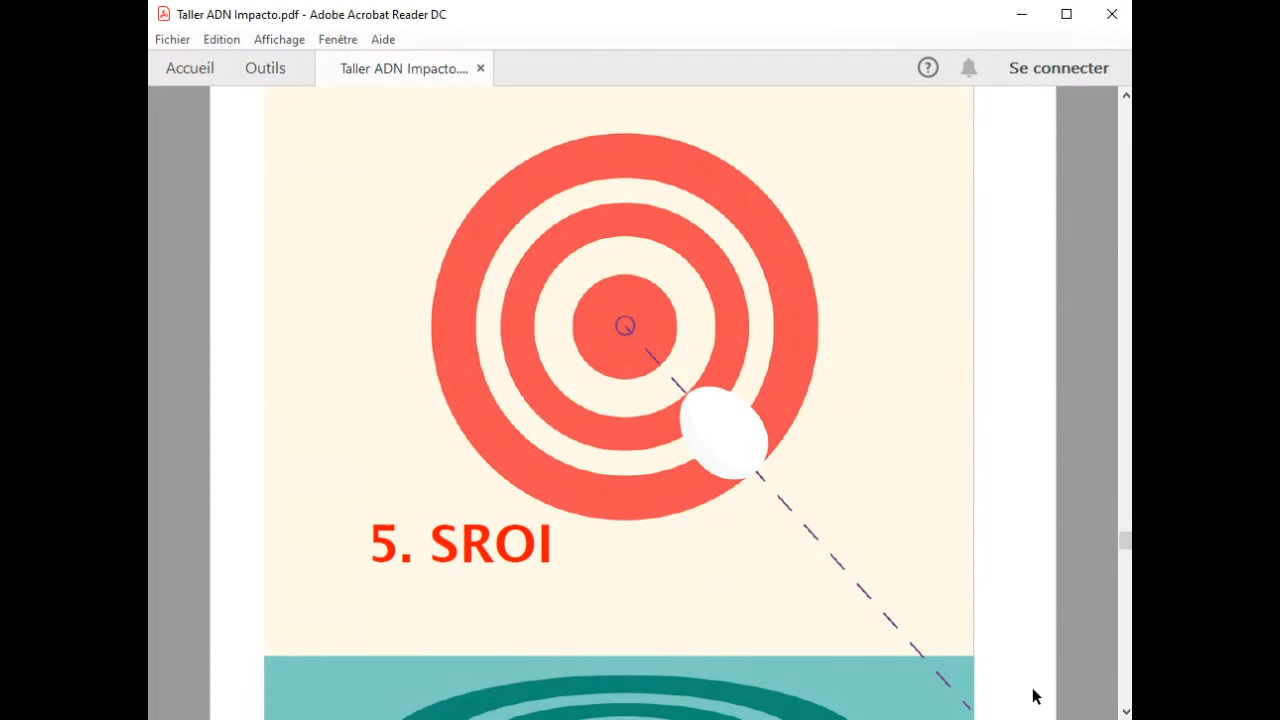 Taller ADN Impacto.pdf - Adobe Acrobat Reader DC
Fichier Edition Affichage Fenêtre Aide
Accueil Outils Taller ADN Impacto.... × ? Se connecter
5. SROI